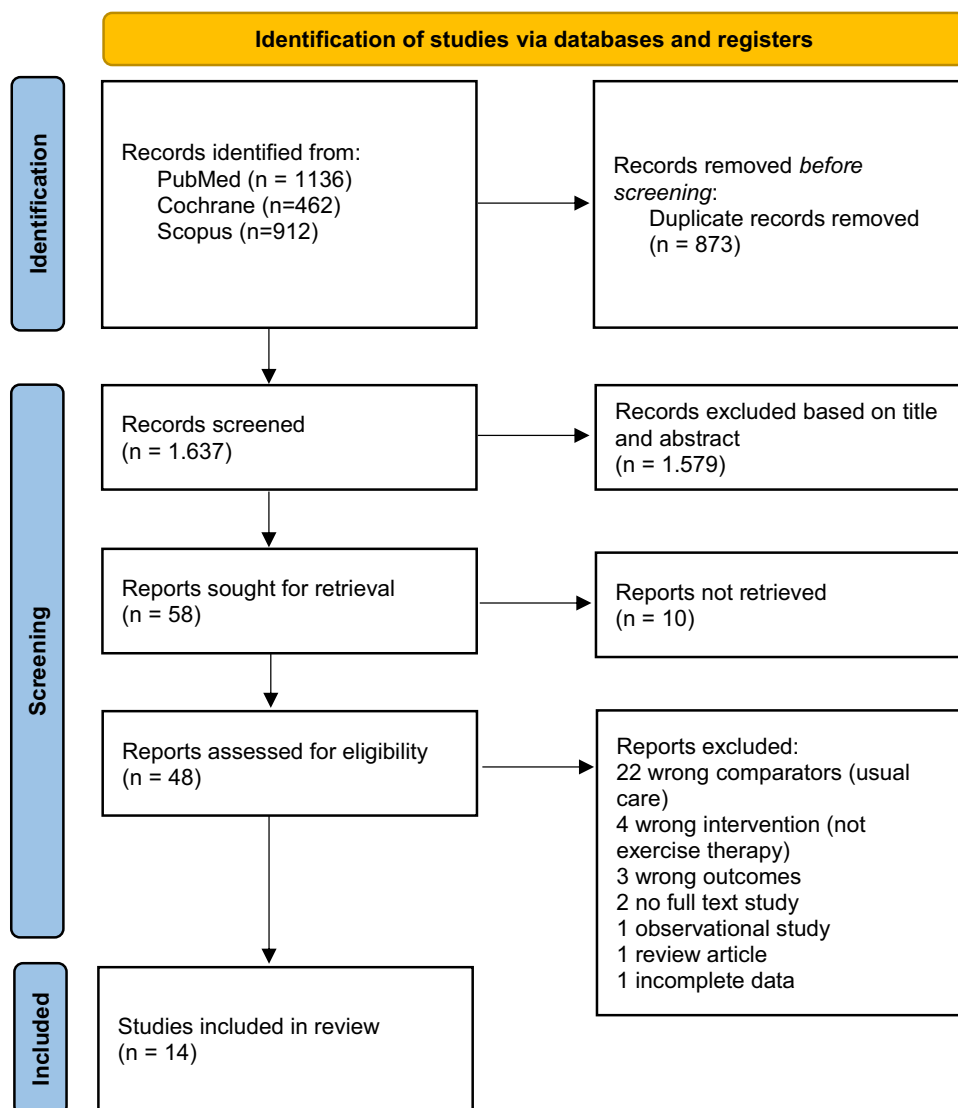 Identification of studies via databases and registers
Identification
Records identified from:
PubMed (n = 1136)
Cochrane (n=462)
Scopus (n=912)
Records removed before
screening:
Duplicate records removed
(n = 873)
Screening
Records screened
(n = 1.637)
Records excluded based on title
and abstract
(n = 1.579)
Reports sought for retrieval
(n = 58)
Reports not retrieved
(n = 10)
Reports assessed for eligibility
(n = 48)
Reports excluded:
22 wrong comparators (usual
care)
4 wrong intervention (not
exercise therapy)
3 wrong outcomes
2 no full text study
1 observational study
1 review article
1 incomplete data
Included
Studies included in review
(n = 14)